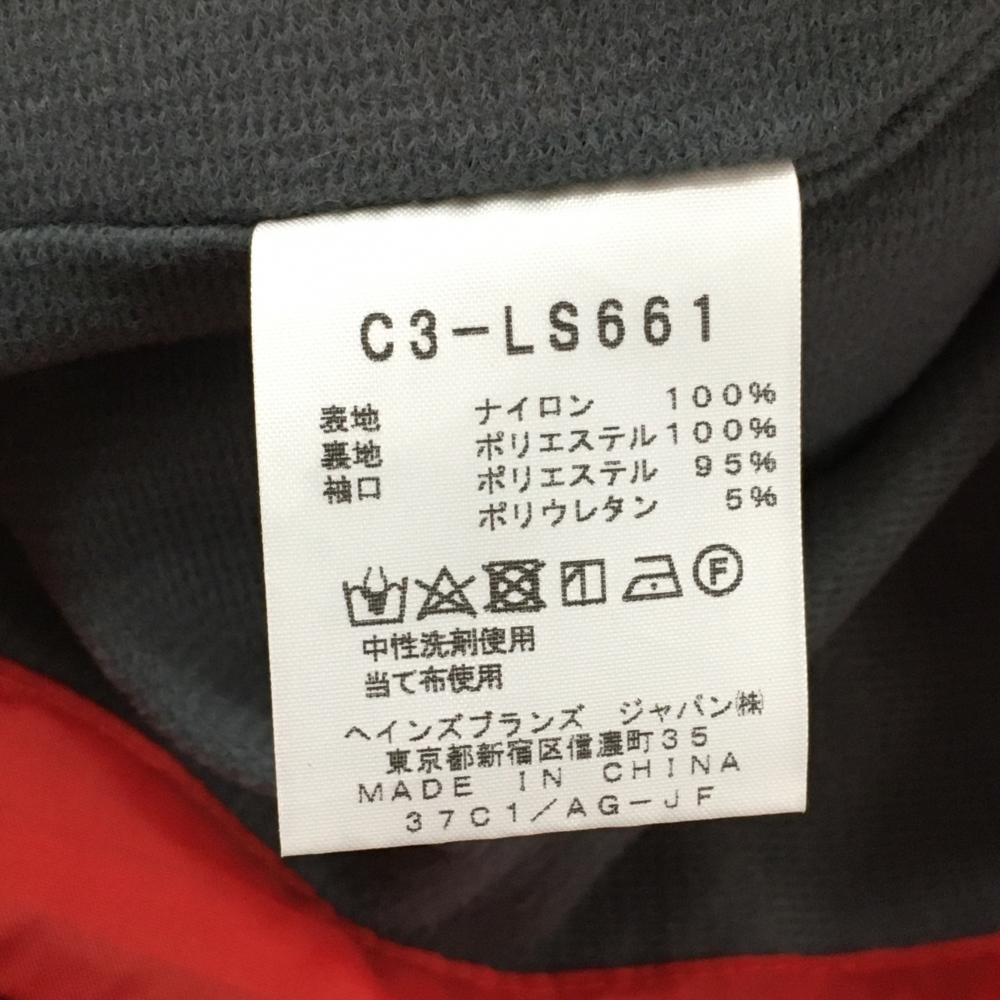 C3-LS661
表地 ナイロン 100%
裏地 ポリエステル 100%
袖口 ポリエステル 95%
ポリウレタン 5%
F
中性洗剤使用
当て布使用
ヘインズブランズ ジャパン㈱
東京都新宿区信濃町35
MADE IN CHINA
37C1/AG-JF